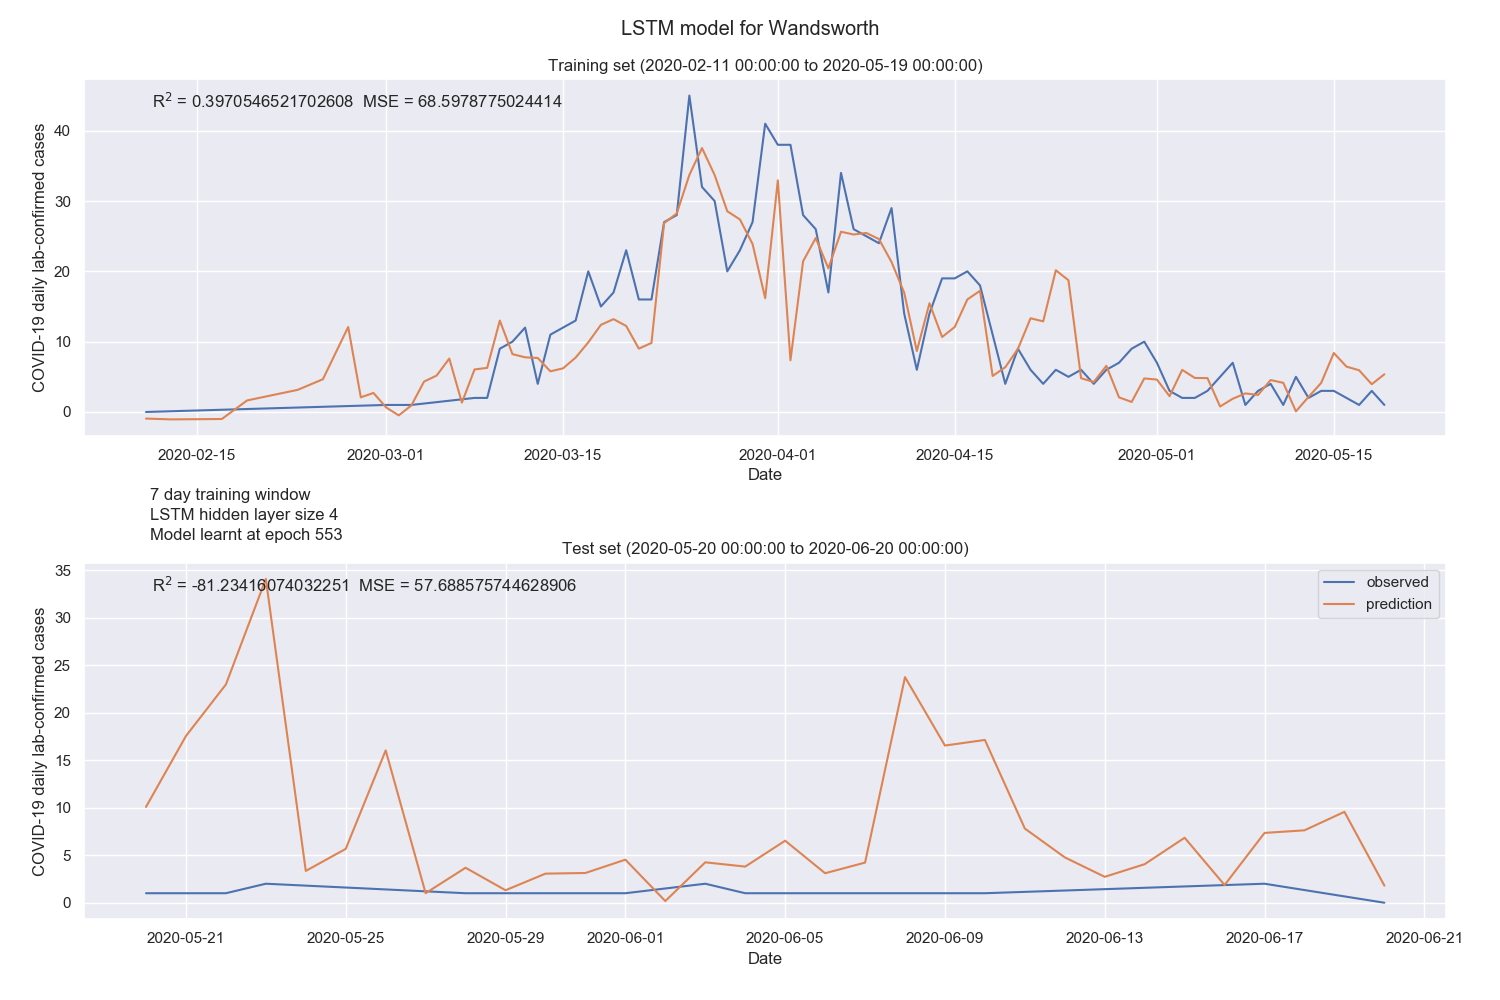 LSTM model for Wandsworth
Training set (2020-02-11 00:00:00 to 2020-05-19 00:00:00)
R² = 0.3970546521702608  MSE = 68.5978775024414
COVID-19 daily lab-confirmed cases
40
30
20
10
0
2020-02-15
2020-03-01
2020-03-15
2020-04-01
2020-04-15
2020-05-01
2020-05-15
Date
7 day training window
LSTM hidden layer size 4
Model learnt at epoch 553
Test set (2020-05-20 00:00:00 to 2020-06-20 00:00:00)
R² = -81.23416074032251  MSE = 57.688575744628906
observed
prediction
COVID-19 daily lab-confirmed cases
35
30
25
20
15
10
5
0
2020-05-21
2020-05-25
2020-05-29
2020-06-01
2020-06-05
2020-06-09
2020-06-13
2020-06-17
2020-06-21
Date